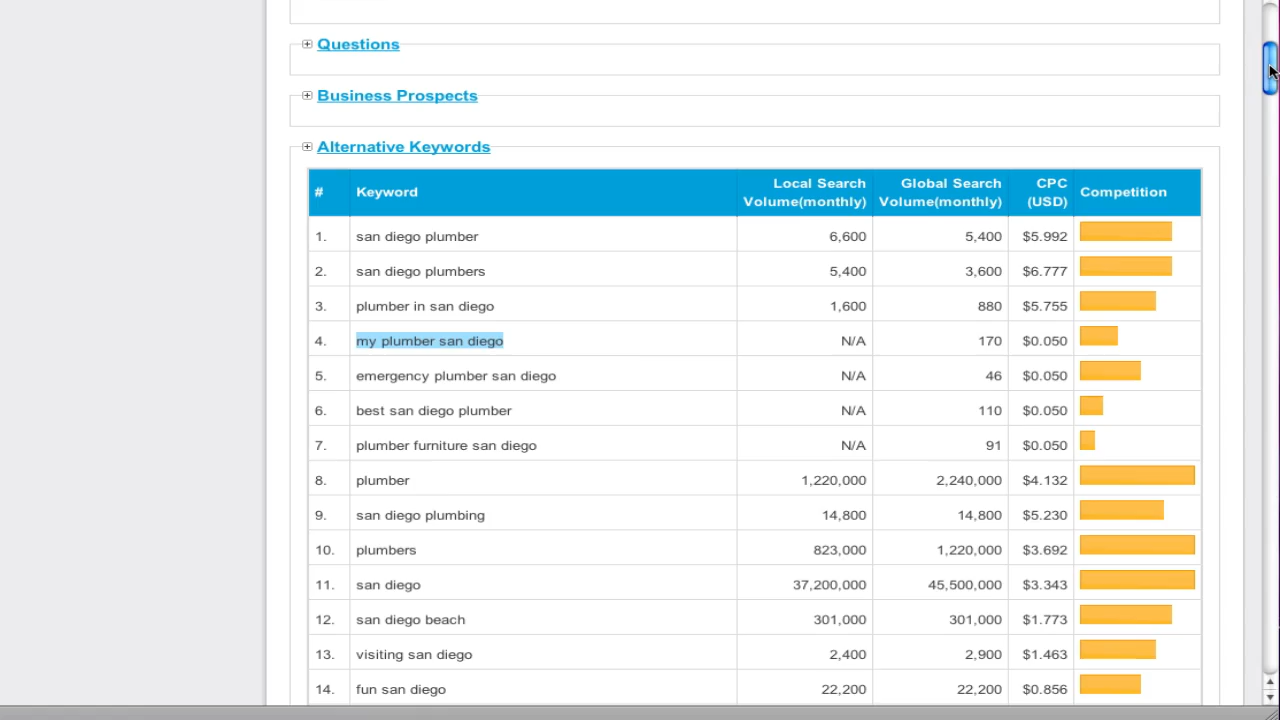 Questions
Business Prospects
Alternative Keywords
# Keyword Local Search Volume(monthly) Global Search Volume(monthly) CPC (USD) Competition
1. san diego plumber 6,600 5,400 $5.992
2. san diego plumbers 5,400 3,600 $6.777
3. plumber in san diego 1,600 880 $5.755
4. my plumber san diego N/A 170 $0.050
5. emergency plumber san diego N/A 46 $0.050
6. best san diego plumber N/A 110 $0.050
7. plumber furniture san diego N/A 91 $0.050
8. plumber 1,220,000 2,240,000 $4.132
9. san diego plumbing 14,800 14,800 $5.230
10. plumbers 823,000 1,220,000 $3.692
11. san diego 37,200,000 45,500,000 $3.343
12. san diego beach 301,000 301,000 $1.773
13. visiting san diego 2,400 2,900 $1.463
14. fun san diego 22,200 22,200 $0.856